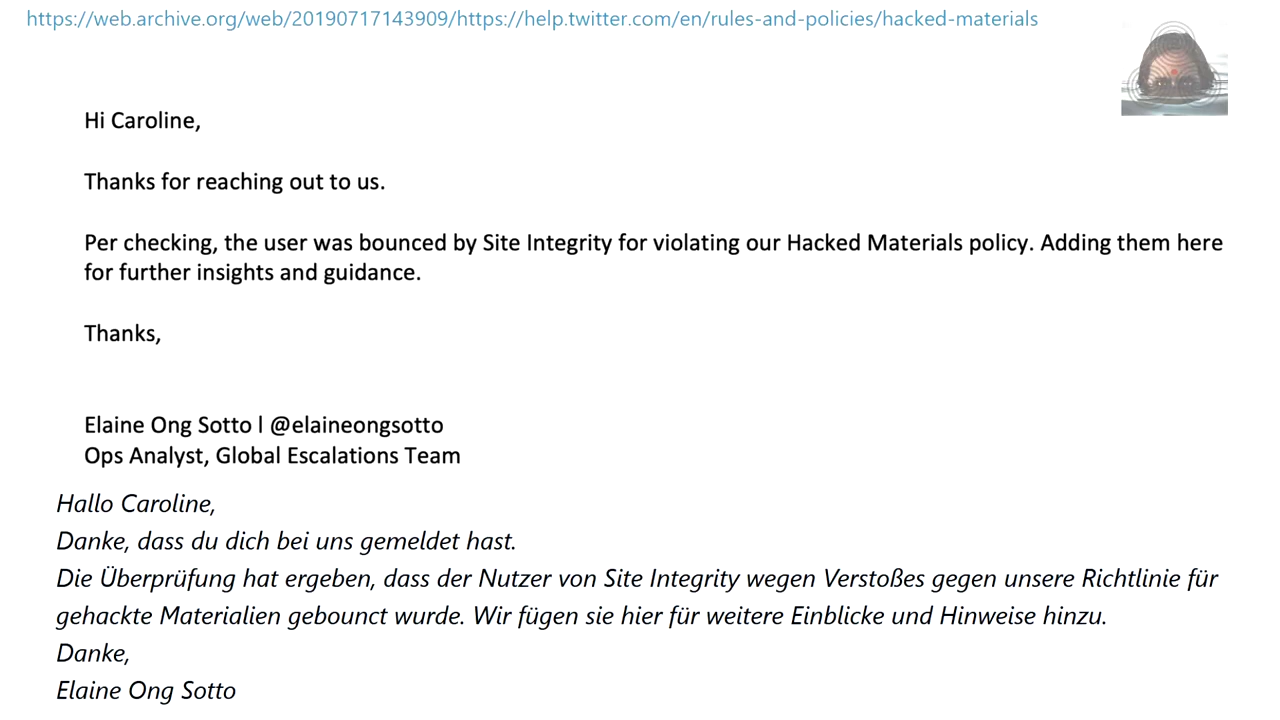 https://web.archive.org/web/20190717143909/https://help.twitter.com/en/rules-and-policies/hacked-materials
Hi Caroline,
Thanks for reaching out to us.
Per checking, the user was bounced by Site Integrity for violating our Hacked Materials policy. Adding them here
for further insights and guidance.
Thanks,
Elaine Ong Sotto l @elaineongsotto
Ops Analyst, Global Escalations Team
Hallo Caroline,
Danke, dass du dich bei uns gemeldet hast.
Die Überprüfung hat ergeben, dass der Nutzer von Site Integrity wegen Verstoßes gegen unsere Richtlinie für
gehackte Materialien gebounct wurde. Wir fügen sie hier für weitere Einblicke und Hinweise hinzu.
Danke,
Elaine Ong Sotto